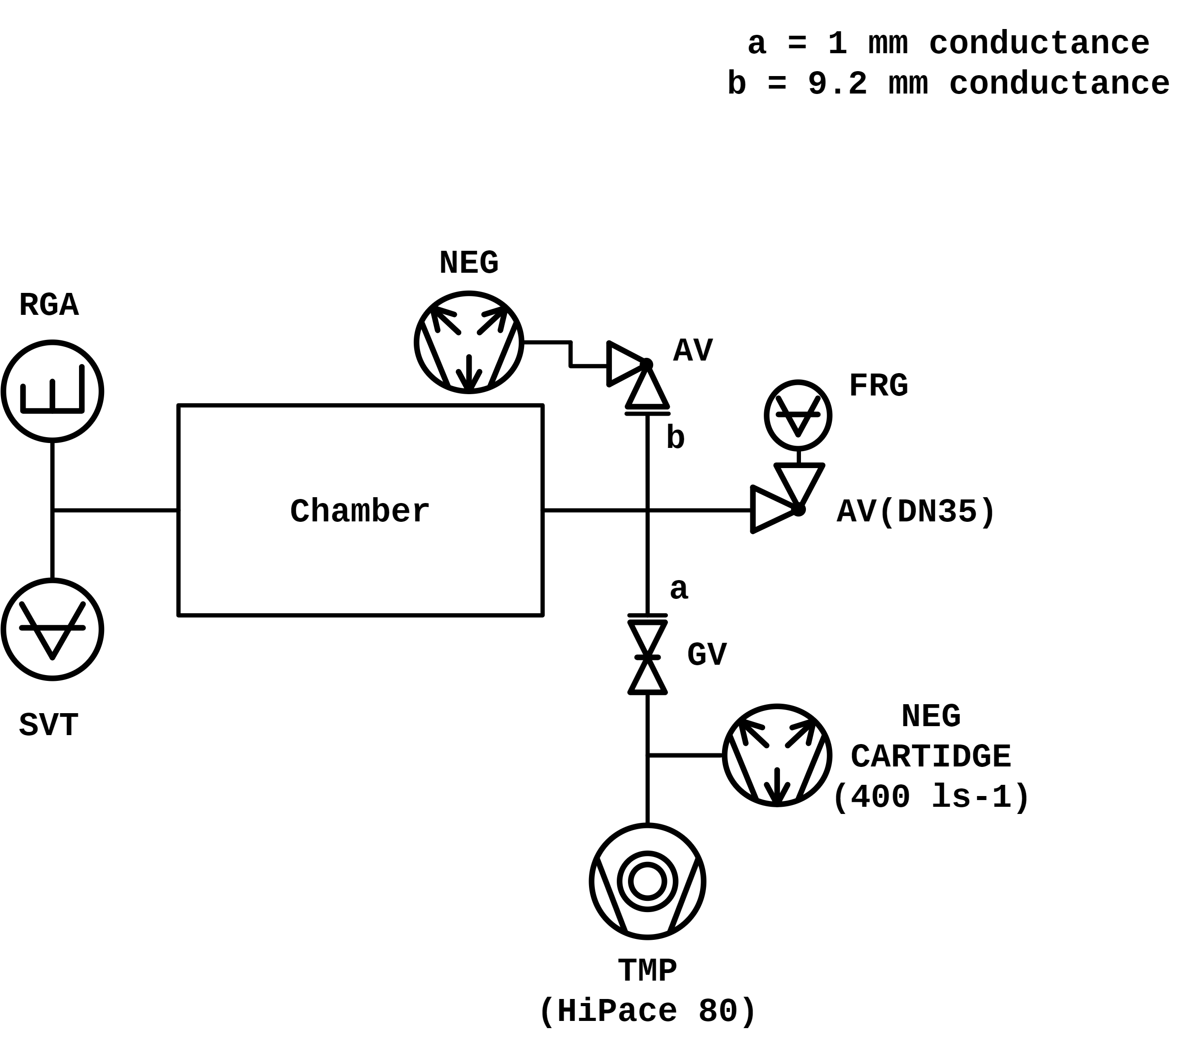 a = 1 mm conductance
b = 9.2 mm conductance
NEG
RGA
AV
FRG
b
Chamber
AV(DN35)
a
GV
SVT
NEG
CARTIDGE
(400 ls-1)
TMP
(HiPace 80)